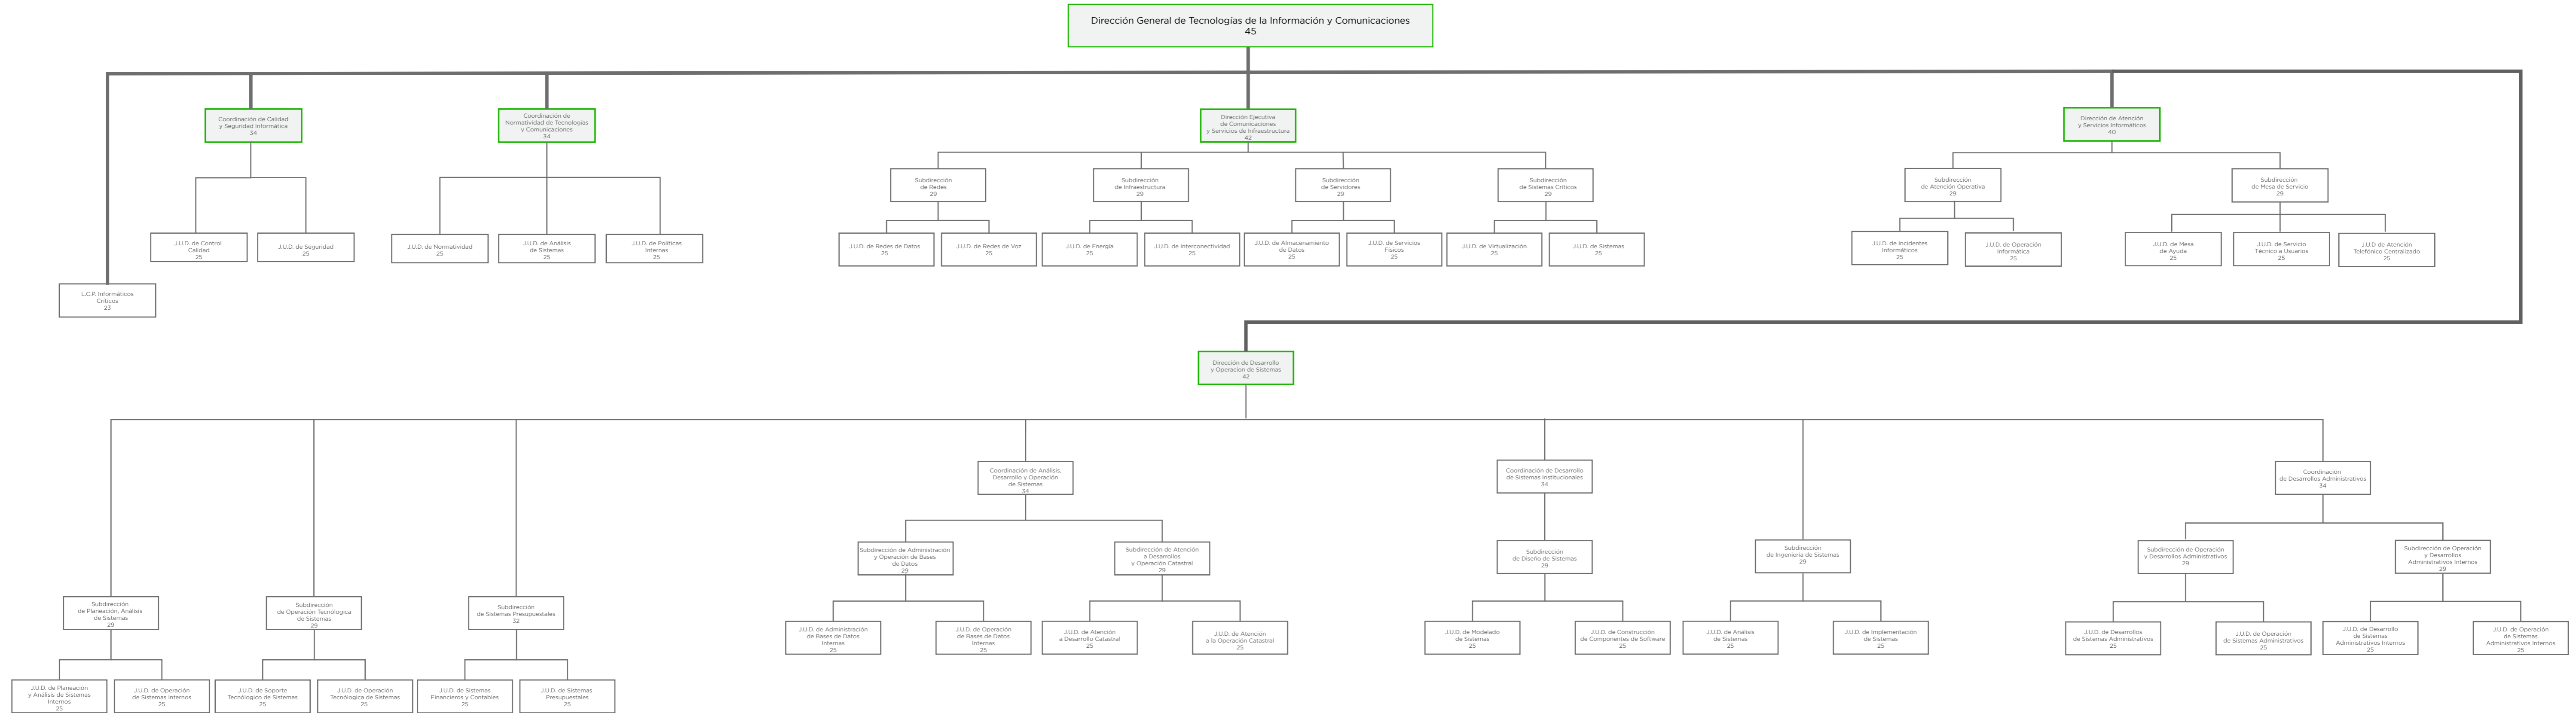 Dirección General de Tecnologías de la Información y Comunicaciones
45
Coordinación de Calidad
y Seguridad Informática
34
Coordinación de
Normatividad de Tecnologías
y Comunicaciones
34
Dirección Ejecutiva
de Comunicaciones
y Servicios de Infraestructura
42
Dirección de Atención
y Servicios Informáticos
40
Subdirección
de Redes
29
Subdirección
de Infraestructura
29
Subdirección
de Servidores
29
Subdirección
de Sistemas Críticos
29
Subdirección
de Atención Operativa
29
Subdirección
de Mesa de Servicio
29
J.U.D. de Control
Calidad
25
J.U.D. de Seguridad
25
J.U.D. de Normatividad
25
J.U.D. de Análisis
de Sistemas
25
J.U.D. de Políticas
Internas
25
J.U.D. de Redes de Datos
25
J.U.D. de Redes de Voz
25
J.U.D. de Energía
25
J.U.D. de Interconectividad
25
J.U.D. de Almacenamiento
de Datos
25
J.U.D. de Servicios
Físicos
25
J.U.D. de Virtualización
25
J.U.D. de Sistemas
25
J.U.D. de Incidentes
Informáticos
25
J.U.D. de Operación
Informática
25
J.U.D. de Mesa
de Ayuda
25
J.U.D. de Servicio
Técnico a Usuarios
25
J.U.D de Atención
Telefónico Centralizado
25
L.C.P. Informáticos
Críticos
23
Dirección de Desarrollo
y Operacion de Sistemas
42
Coordinación de Análisis,
Desarrollo y Operación
de Sistemas
34
Coordinación de Desarrollo
de Sistemas Institucionales
34
Coordinación
de Desarrollos Administrativos
34
Subdirección de Administración
y Operación de Bases
de Datos
29
Subdirección de Atención
a Desarrollos
y Operación Catastral
29
Subdirección
de Diseño de Sistemas
29
Subdirección
de Ingeniería de Sistemas
29
Subdirección de Operación
y Desarrollos Administrativos
29
Subdirección de Operación
y Desarrollos
Administrativos Internos
29
Subdirección
de Planeación, Análisis
de Sistemas
29
Subdirección
de Operación Tecnólogica
de Sistemas
29
Subdirección
de Sistemas Presupuestales
32
J.U.D. de Administración
de Bases de Datos
Internas
25
J.U.D. de Operación
de Bases de Datos
Internas
25
J.U.D. de Atención
a Desarrollo Catastral
25
J.U.D. de Atención
a la Operación Catastral
25
J.U.D. de Modelado
de Sistemas
25
J.U.D. de Construcción
de Componentes de Software
25
J.U.D. de Análisis
de Sistemas
25
J.U.D. de Implementación
de Sistemas
25
J.U.D. de Desarrollos
de Sistemas Administrativos
25
J.U.D. de Operación
de Sistemas Administrativos
25
J.U.D. de Desarrollo
de Sistemas
Administrativos Internos
25
J.U.D. de Operación
de Sistemas
Administrativos Internos
25
J.U.D. de Planeación
y Análisis de Sistemas
Internos
25
J.U.D. de Operación
de Sistemas Internos
25
J.U.D. de Soporte
Tecnólogico de Sistemas
25
J.U.D. de Operación
Tecnólogica de Sistemas
25
J.U.D. de Sistemas
Financieros y Contables
25
J.U.D. de Sistemas
Presupuestales
25